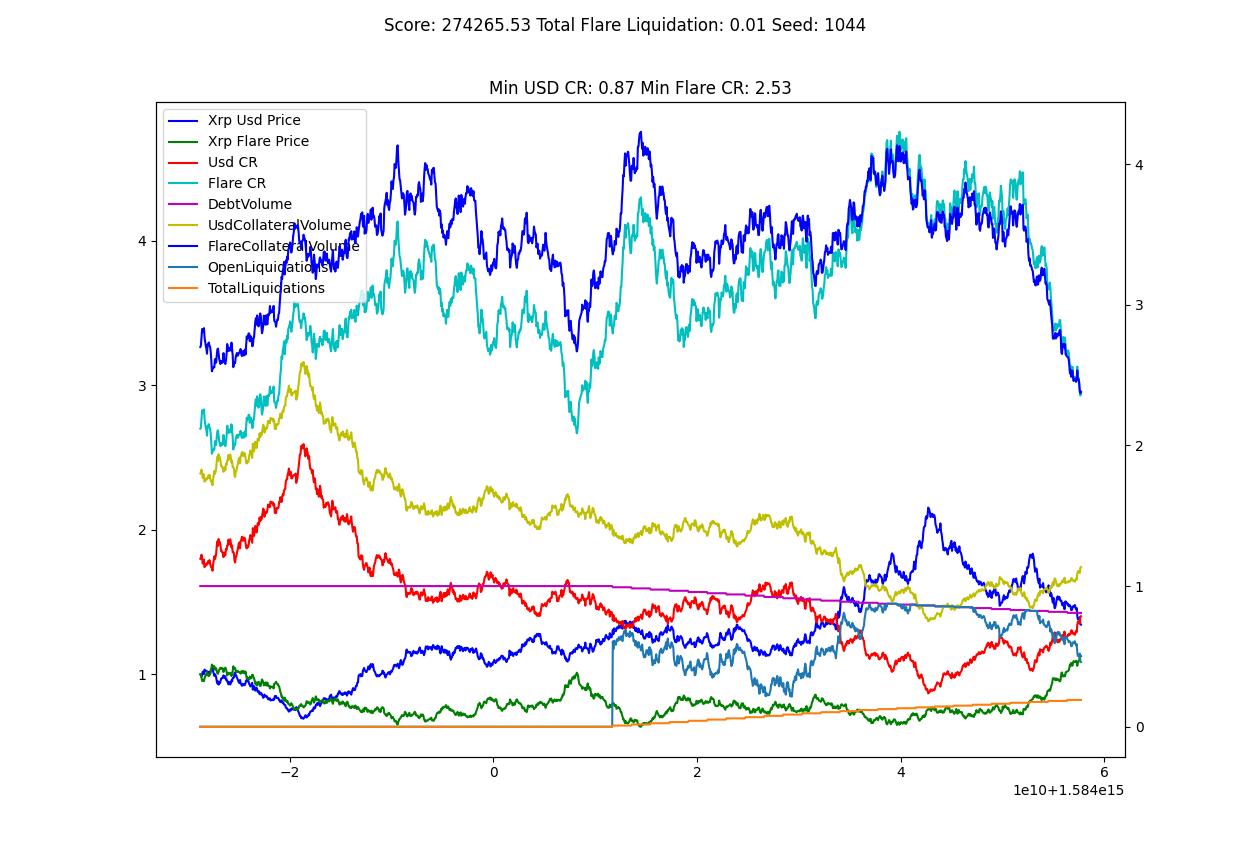 Score: 274265.53 Total Flare Liquidation: 0.01 Seed: 1044
Min USD CR: 0.87 Min Flare CR: 2.53
Xrp Usd Price
Xrp Flare Price
Usd CR
Flare CR
DebtVolume
UsdCollateralVolume
FlareCollateralVolume
OpenLiquidations
TotalLiquidations
4
3
2
1
4
3
2
1
0
−2
0
2
4
6
1e10+1.584e15